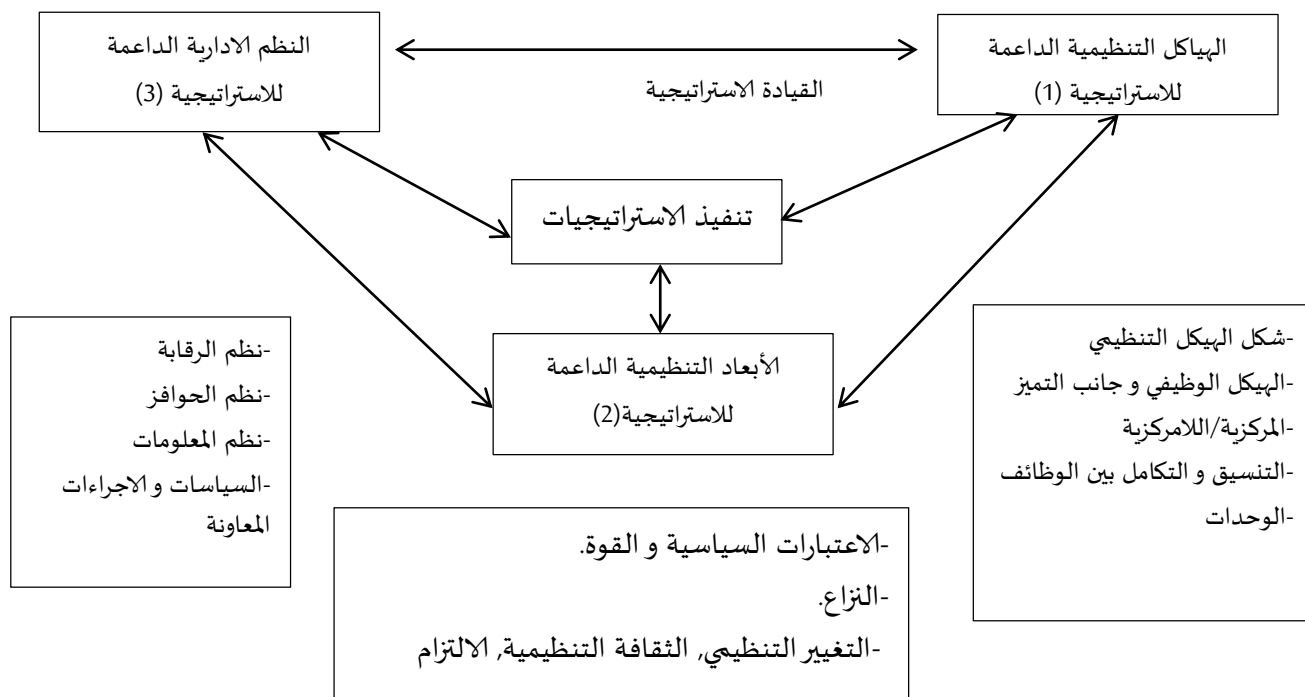 الهياكل التنظيمية الداعمة
للاستراتيجية (1)
النظم الادارية الداعمة
للاستراتيجية (3)
القيادة الاستراتيجية
تنفيذ الاستراتيجيات
الأبعاد التنظيمية الداعمة
للاستراتيجية(2)
-شكل الهيكل التنظيمي
-الهيكل الوظيفي و جانب التميز
-المركزية/اللامركزية
-التنسيق و التكامل بين الوظائف
-الوحدات
-نظم الرقابة
-نظم الحوافز
-نظم المعلومات
-السياسات و الاجراءات
المعاونة
-الاعتبارات السياسية و القوة.
-النزاع.
-التغيير التنظيمي, الثقافة التنظيمية, الالتزام